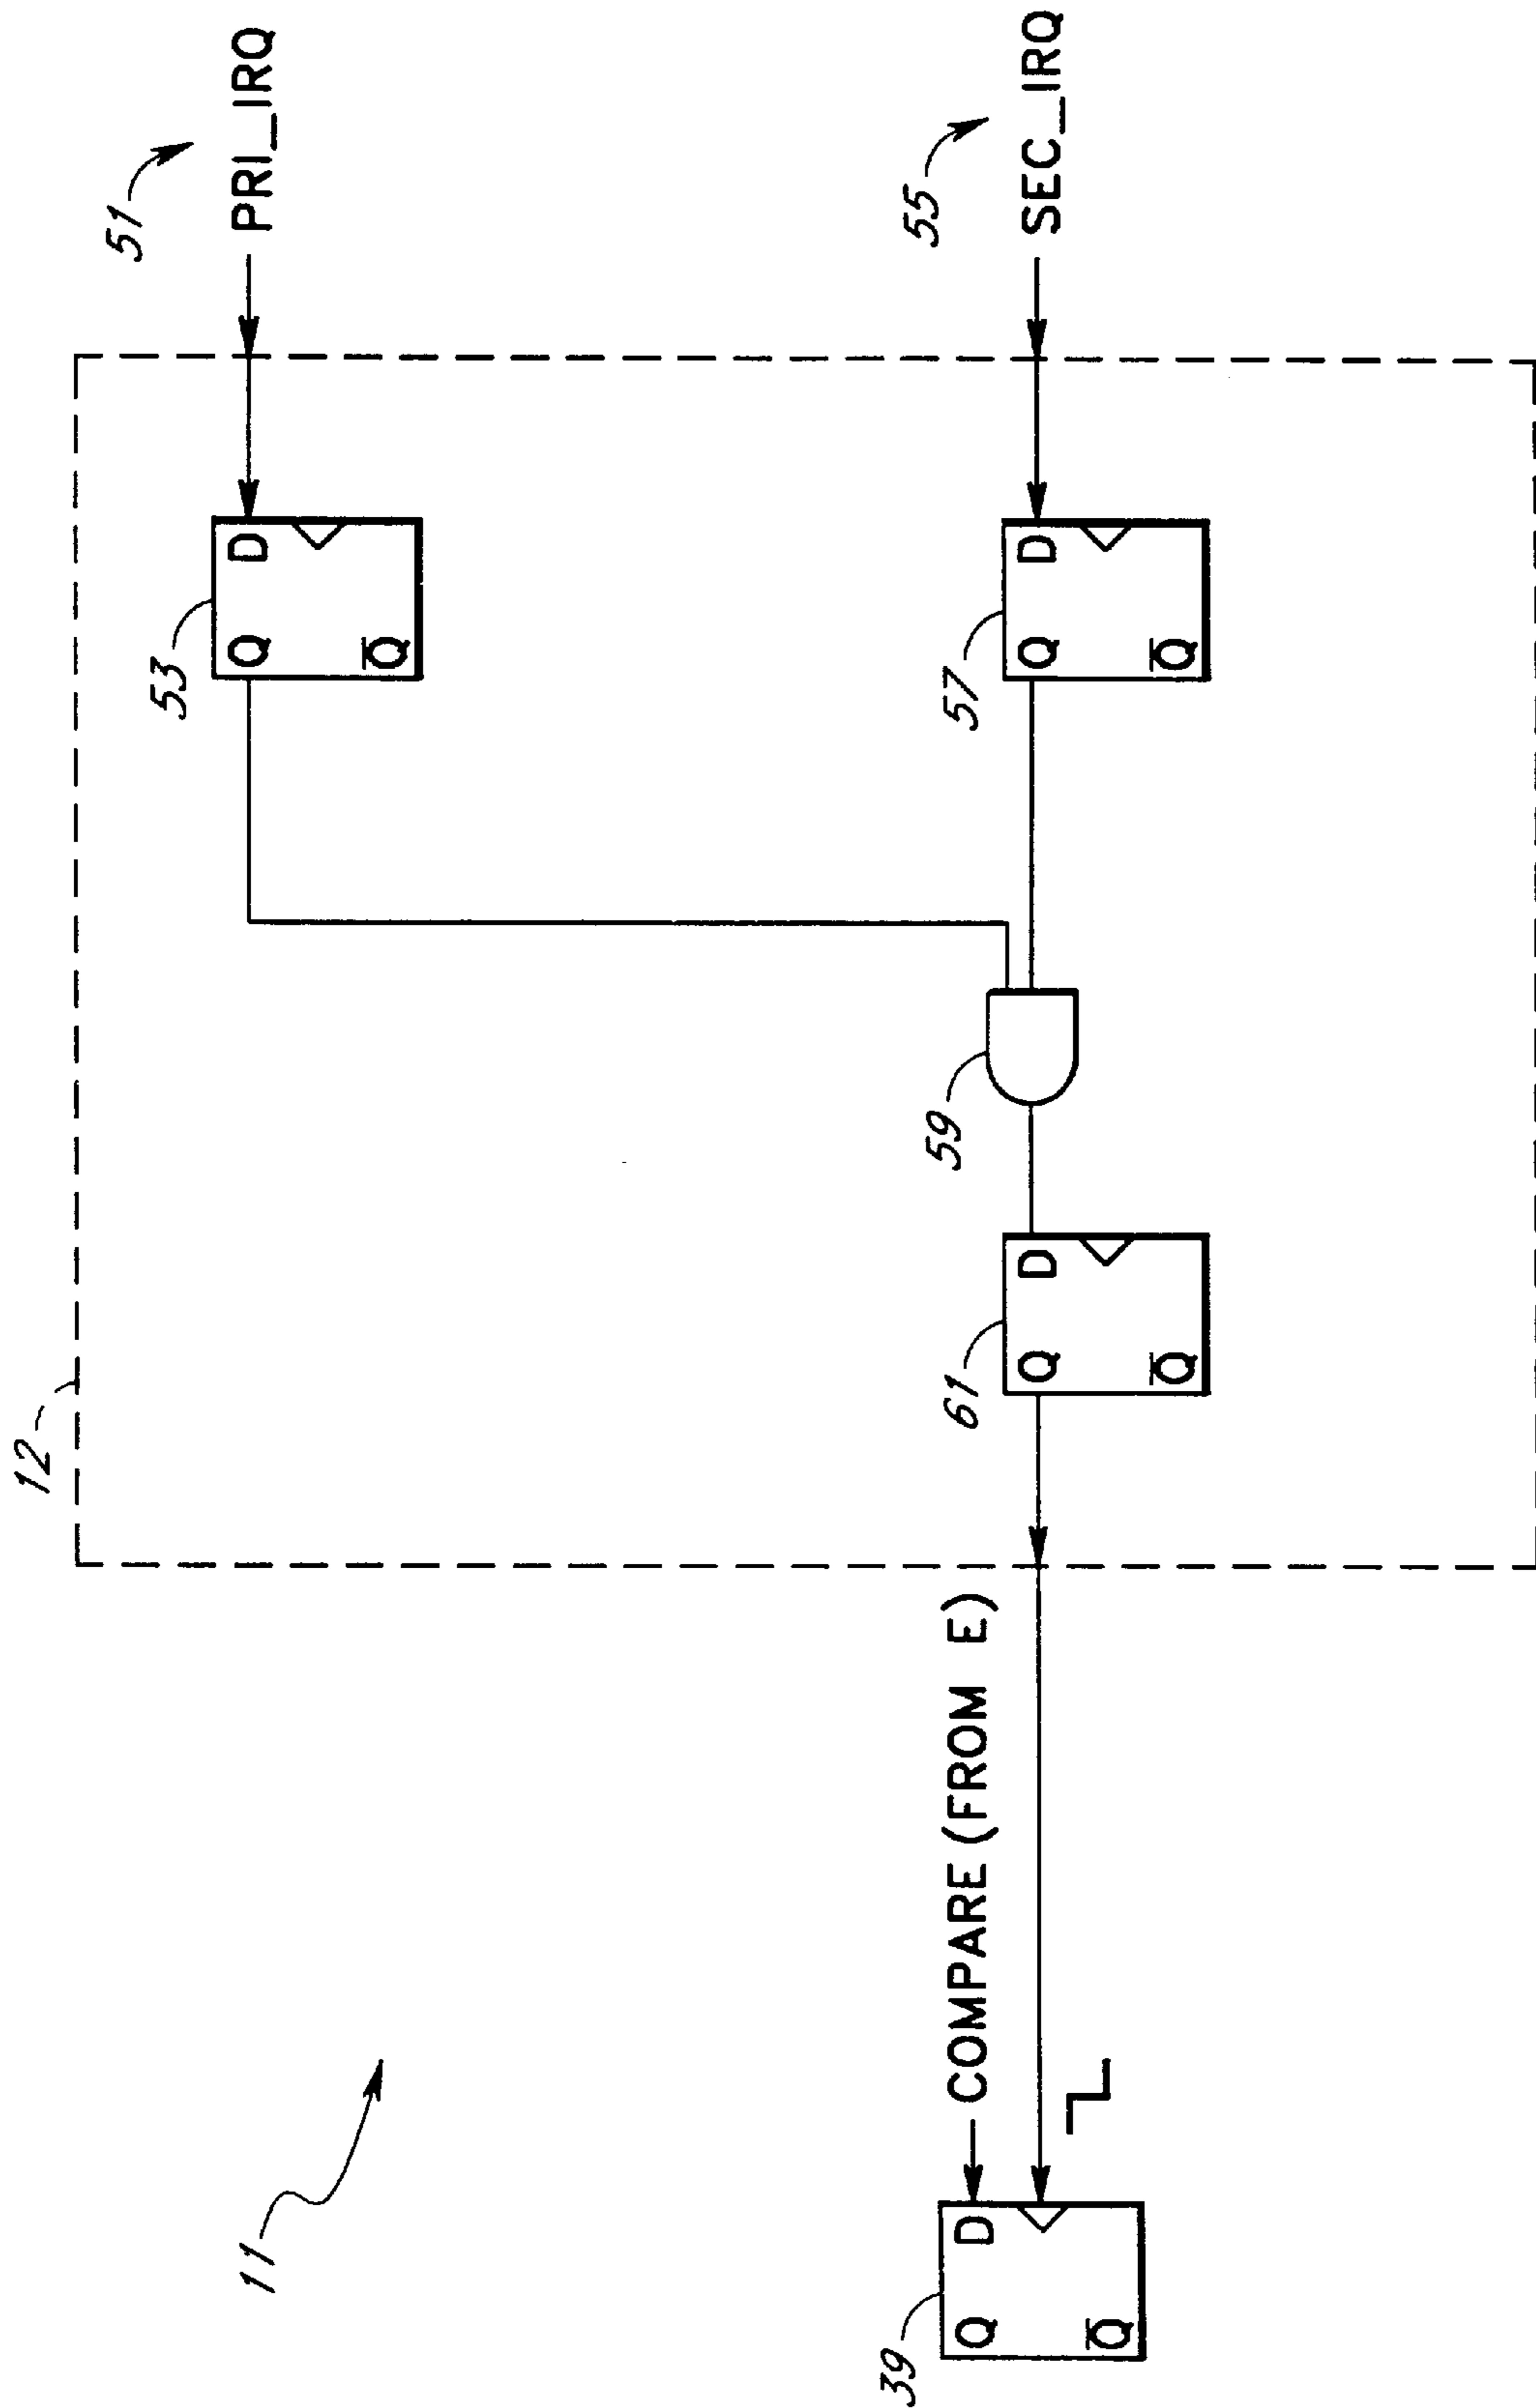 12
51
53
11
Q D
PRI_IRQ
Q̅
55
39
61
59
57
COMPARE (FROM E)
Q D
Q D
Q D
SEC_IRQ
Q̅
Q̅
Q̅